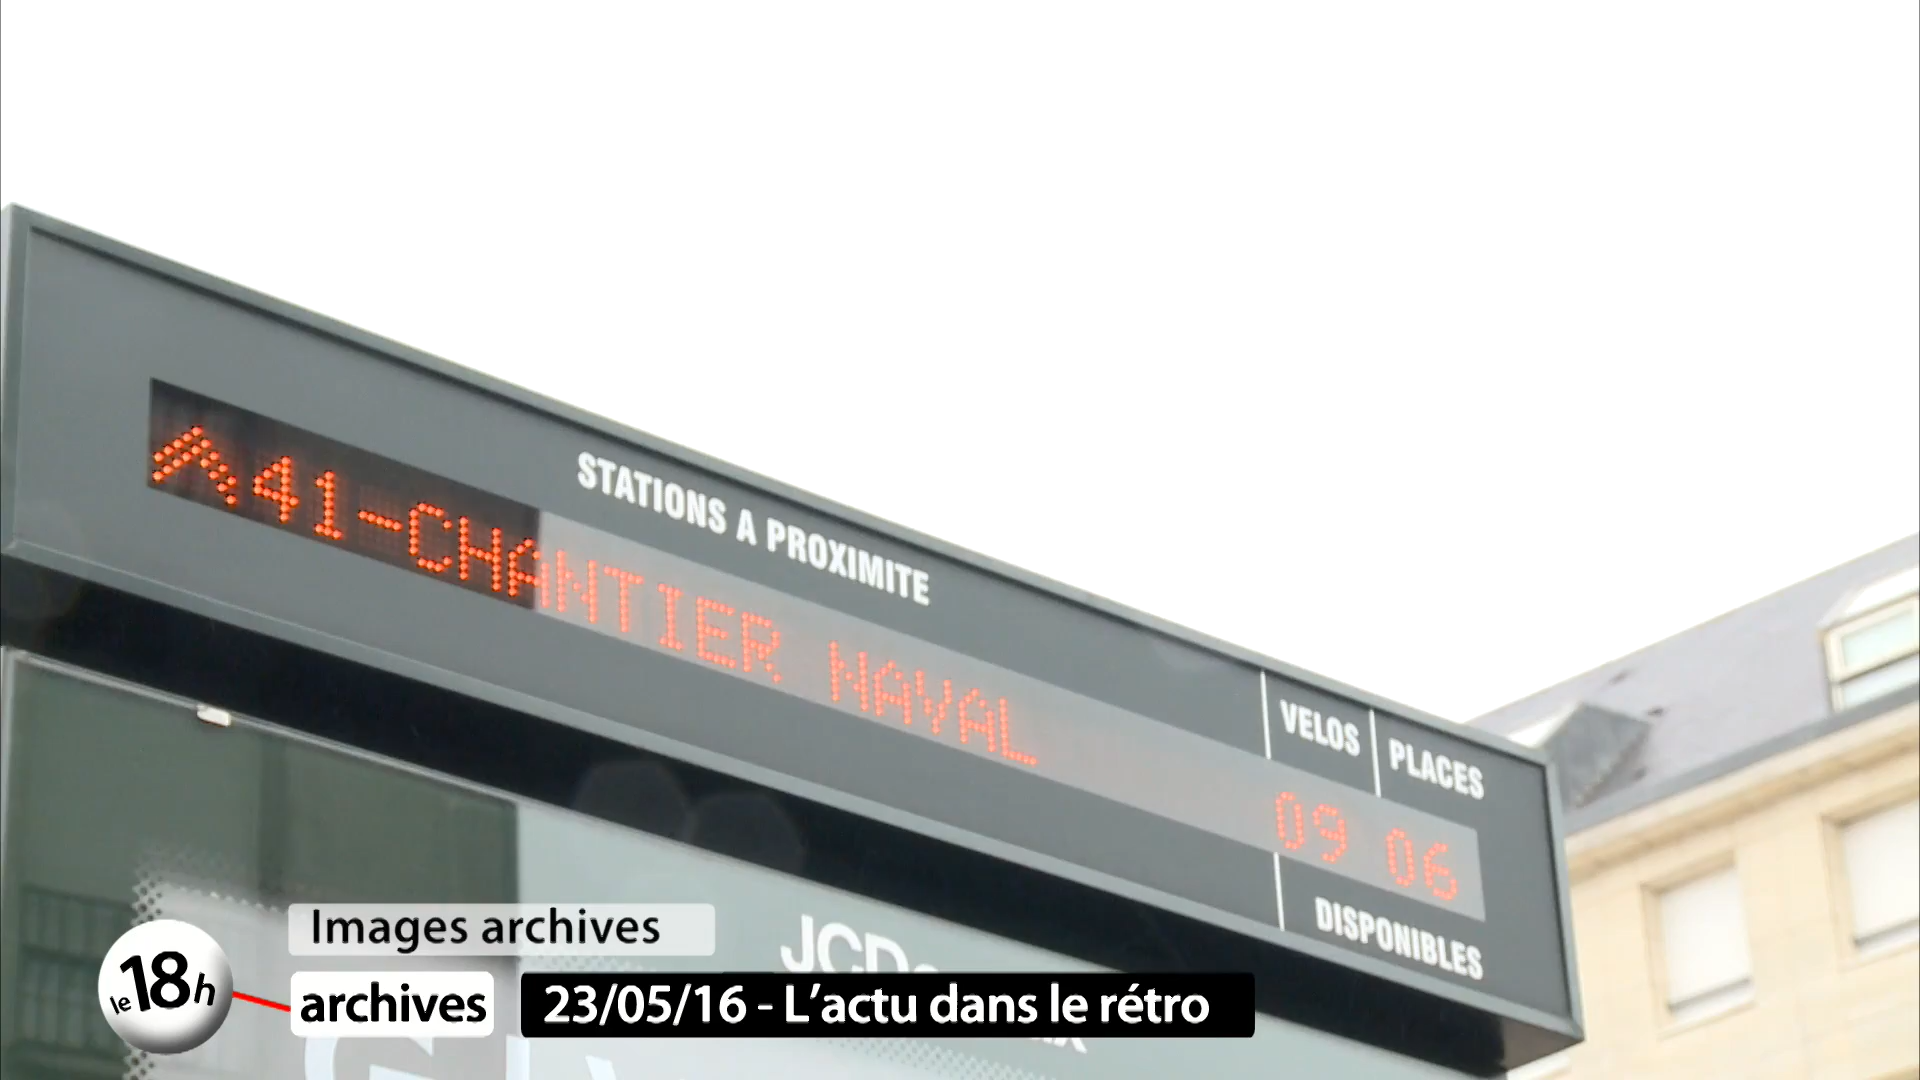 STATIONS A PROXIMITE
41-CHANTIER NAVAL
VELOS PLACES
09 06
DISPONIBLES
Images archives
le 18h
archives
23/05/16 - L’actu dans le rétro